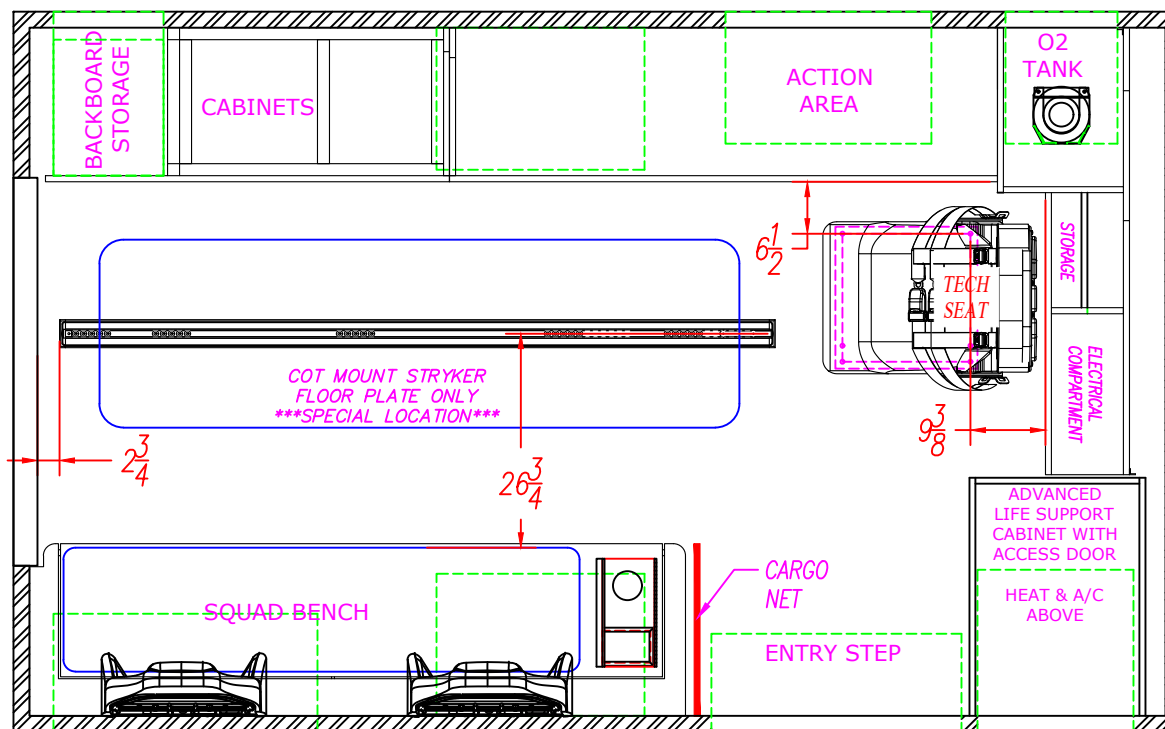 BACKBOARD
STORAGE
CABINETS
ACTION
AREA
O2
TANK
6 1/2
TECH
SEAT
STORAGE
ELECTRICAL
COMPARTMENT
COT MOUNT STRYKER
FLOOR PLATE ONLY
***SPECIAL LOCATION***
2 3/4
26 3/4
9 3/8
ADVANCED
LIFE SUPPORT
CABINET WITH
ACCESS DOOR
HEAT & A/C
ABOVE
SQUAD BENCH
CARGO
NET
ENTRY STEP